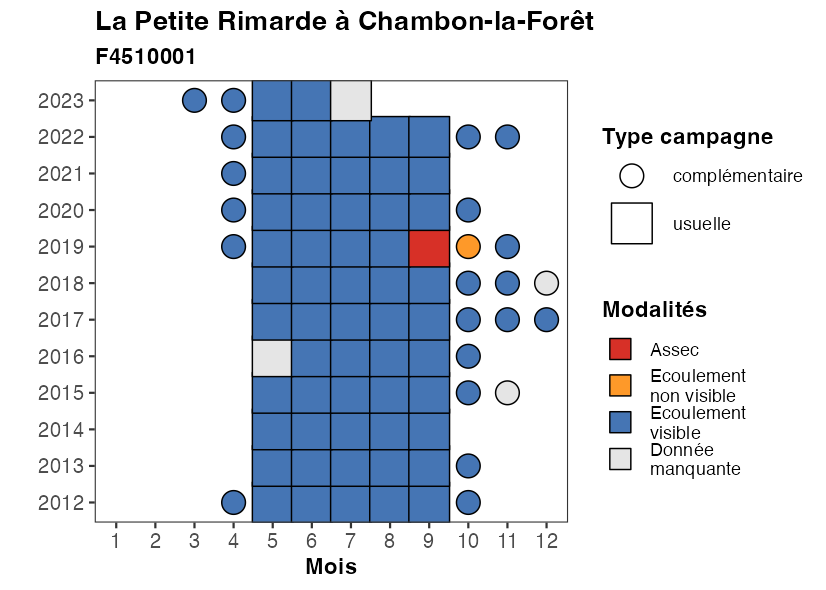 La Petite Rimarde à Chambon-la-Forêt
F4510001
2023
2022
2021
2020
2019
2018
2017
2016
2015
2014
2013
2012
1 2 3 4 5 6 7 8 9 10 11 12
Mois
Type campagne
complémentaire
usuelle
Modalités
Assec
Ecoulement
non visible
Ecoulement
visible
Donnée
manquante